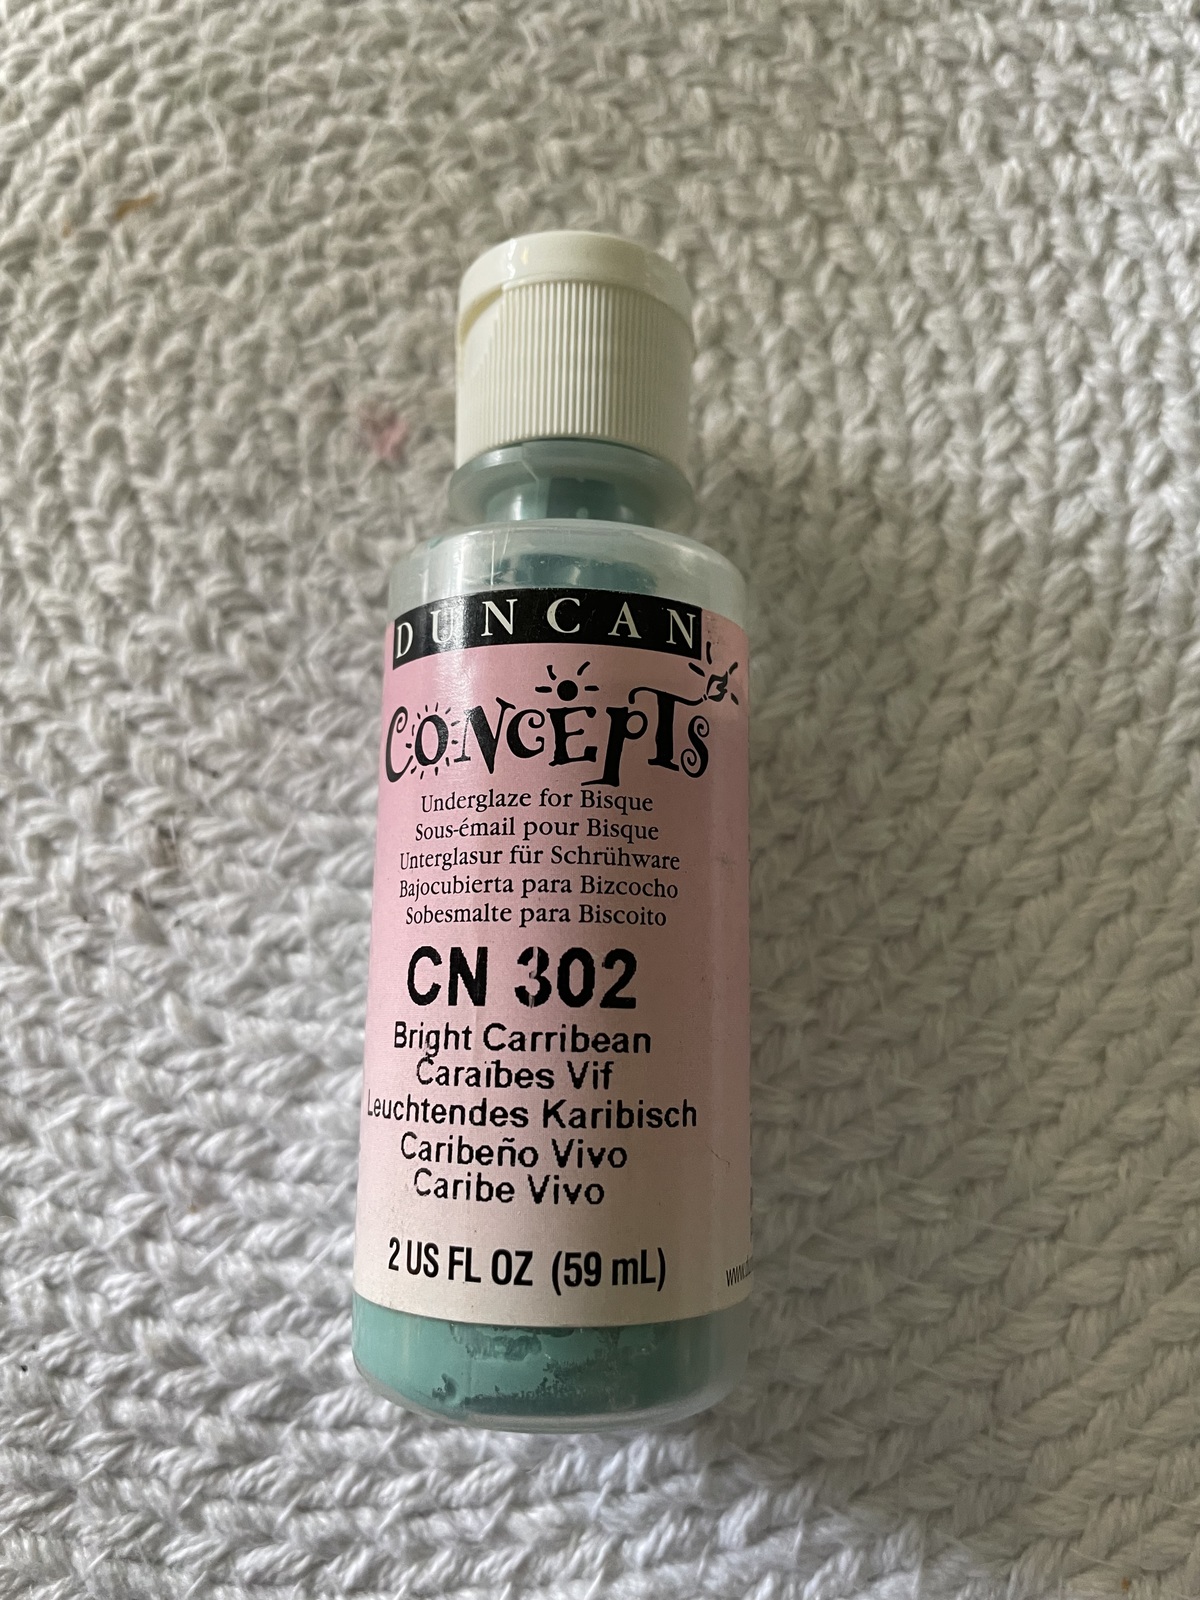 DUNCAN
CONCEPTS
Underglaze for Bisque
Sous-émail pour Bisque
Unterglasur für Schrühware
Bajocubierta para Bizcocho
Sobesmalte para Biscoito
CN 302
Bright Carribean
Caraïbes Vif
Leuchtendes Karibisch
Caribeño Vivo
Caribe Vivo
2 US FL OZ (59 mL)